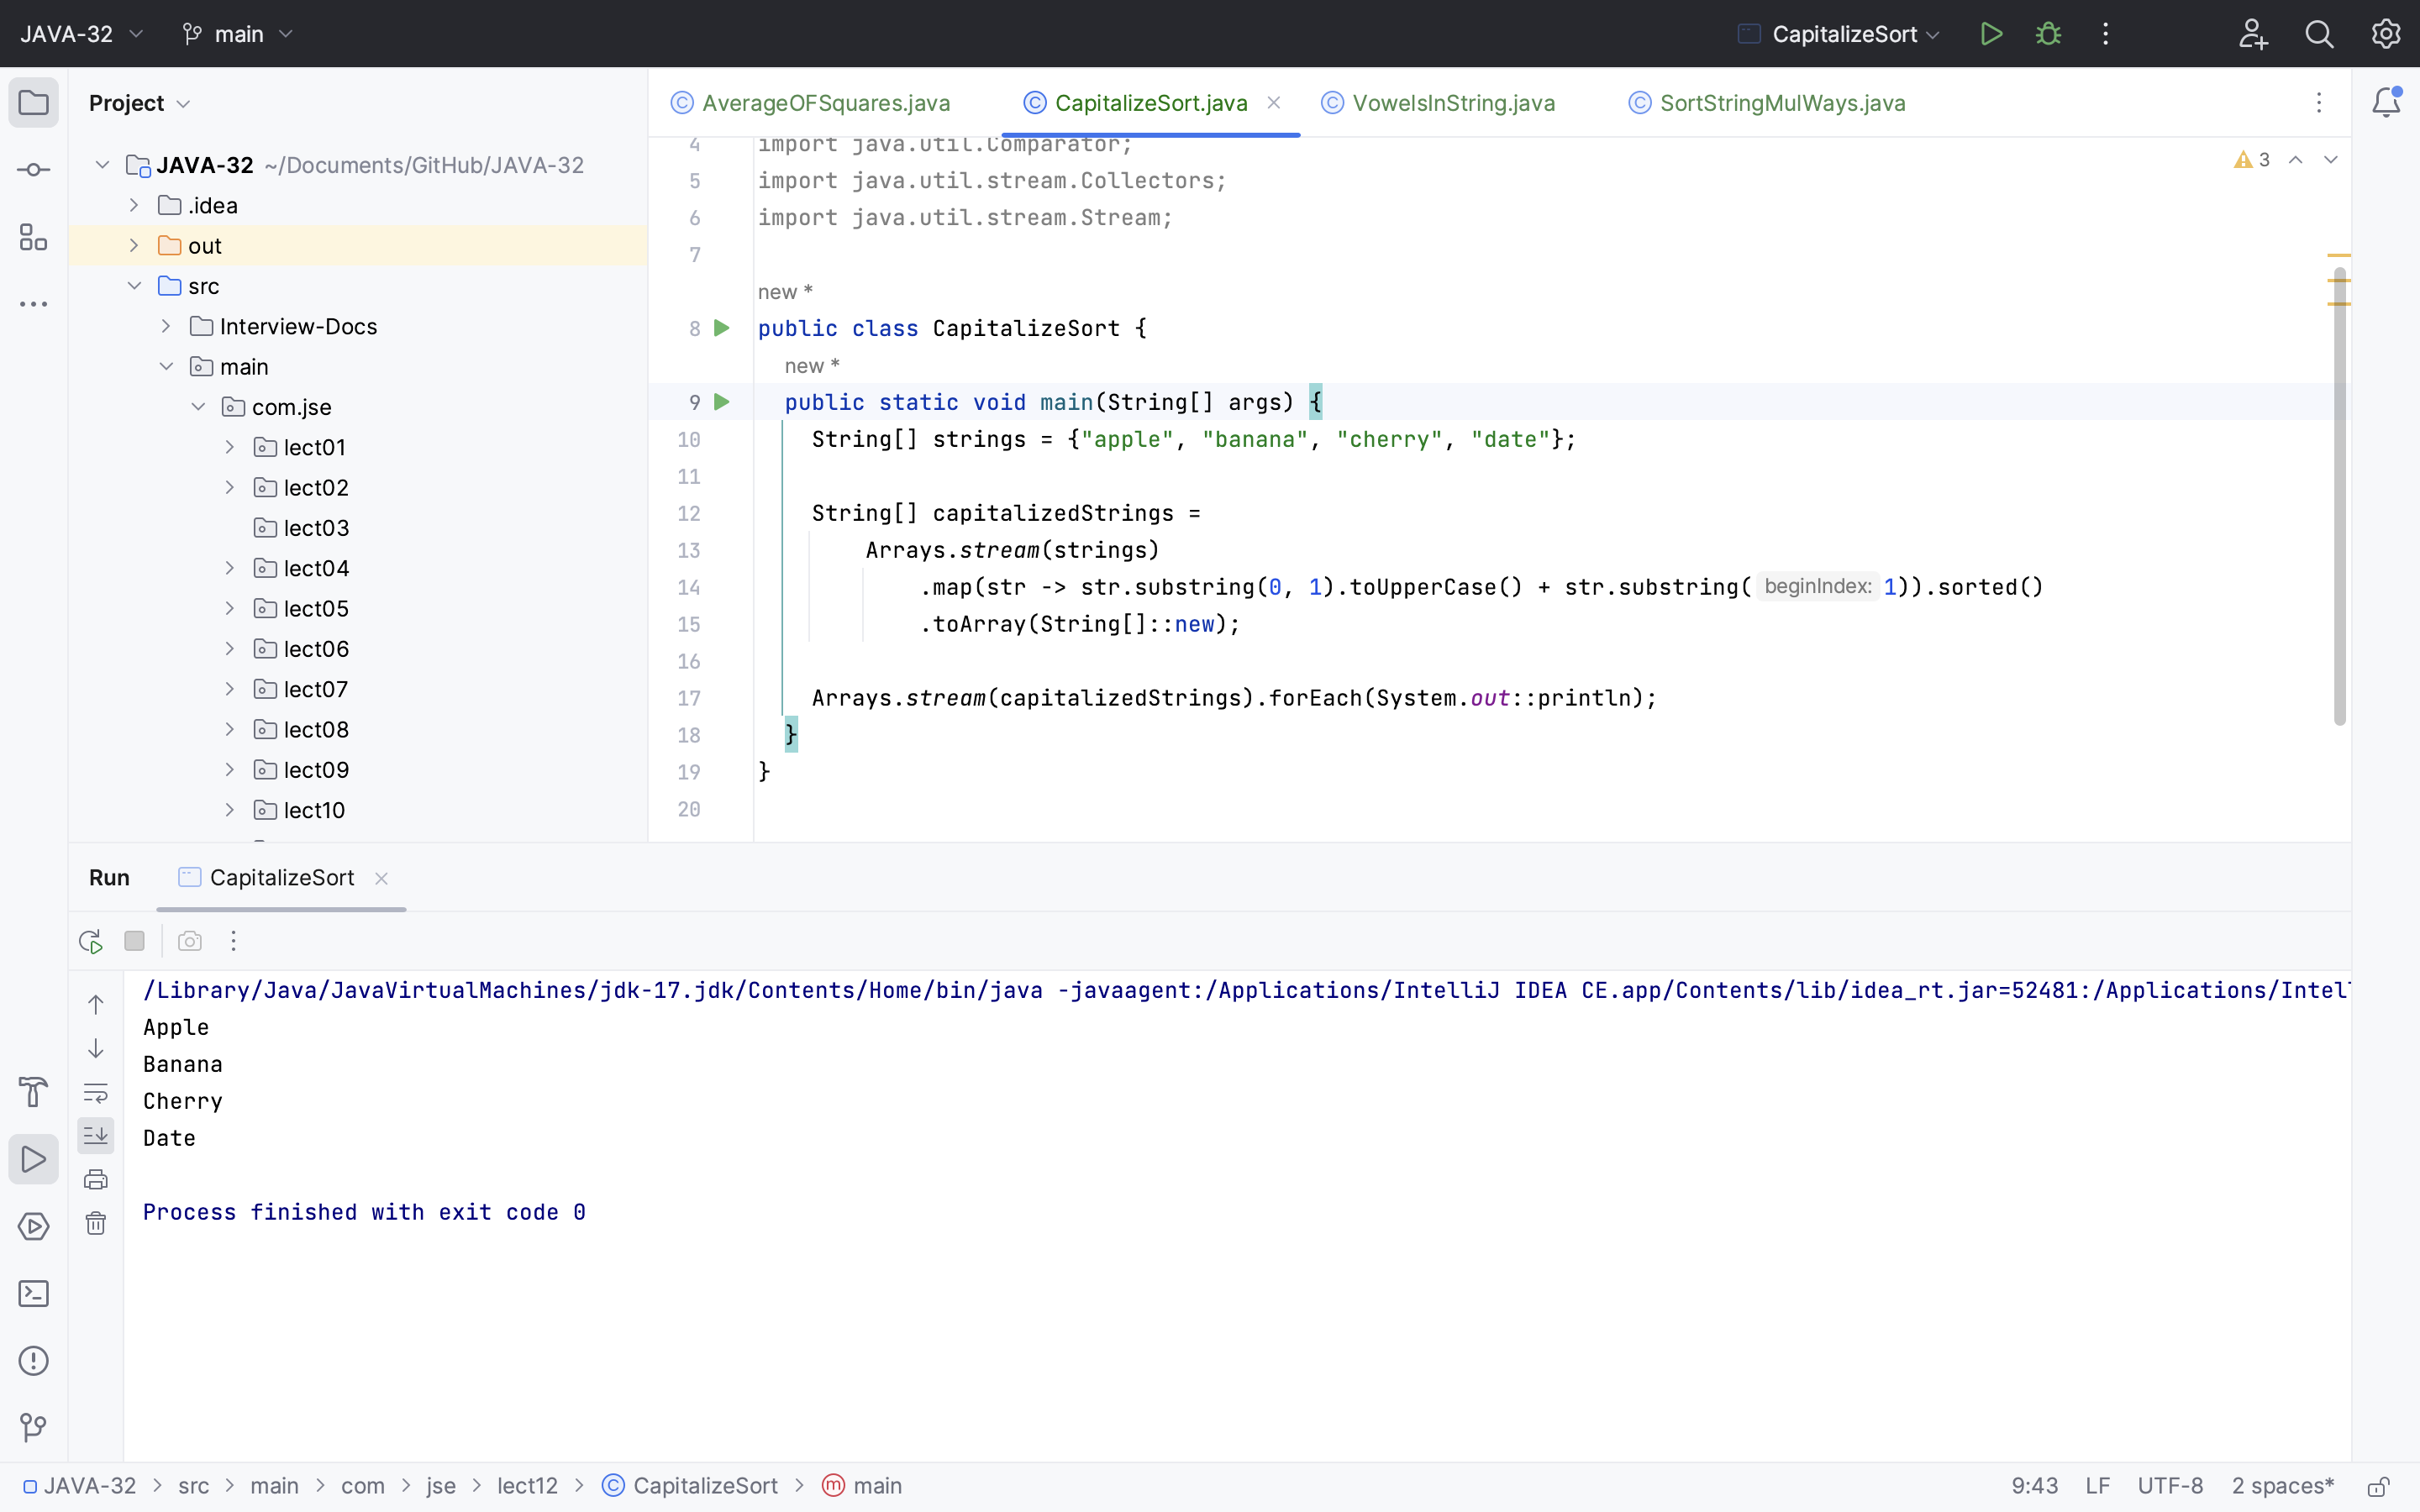 JAVA-32 main CapitalizeSort
Project
JAVA-32 ~/Documents/GitHub/JAVA-32
.idea
out
src
Interview-Docs
main
com.jse
lect01
lect02
lect03
lect04
lect05
lect06
lect07
lect08
lect09
lect10
AverageOFSquares.java CapitalizeSort.java VowelsInString.java SortStringMulWays.java
3
4 import java.util.Comparator;
5 import java.util.stream.Collectors;
6 import java.util.stream.Stream;
7
new *
8 public class CapitalizeSort {
new *
9 public static void main(String[] args) {
10 String[] strings = {"apple", "banana", "cherry", "date"};
11
12 String[] capitalizedStrings =
13 Arrays.stream(strings)
14 .map(str -> str.substring(0, 1).toUpperCase() + str.substring( beginIndex: 1)).sorted()
15 .toArray(String[]::new);
16
17 Arrays.stream(capitalizedStrings).forEach(System.out::println);
18 }
19 }
20
Run CapitalizeSort
/Library/Java/JavaVirtualMachines/jdk-17.jdk/Contents/Home/bin/java -javaagent:/Applications/IntelliJ IDEA CE.app/Contents/lib/idea_rt.jar=52481:/Applications/Intel
Apple
Banana
Cherry
Date
Process finished with exit code 0
JAVA-32 > src > main > com > jse > lect12 > CapitalizeSort > main 9:43 LF UTF-8 2 spaces*